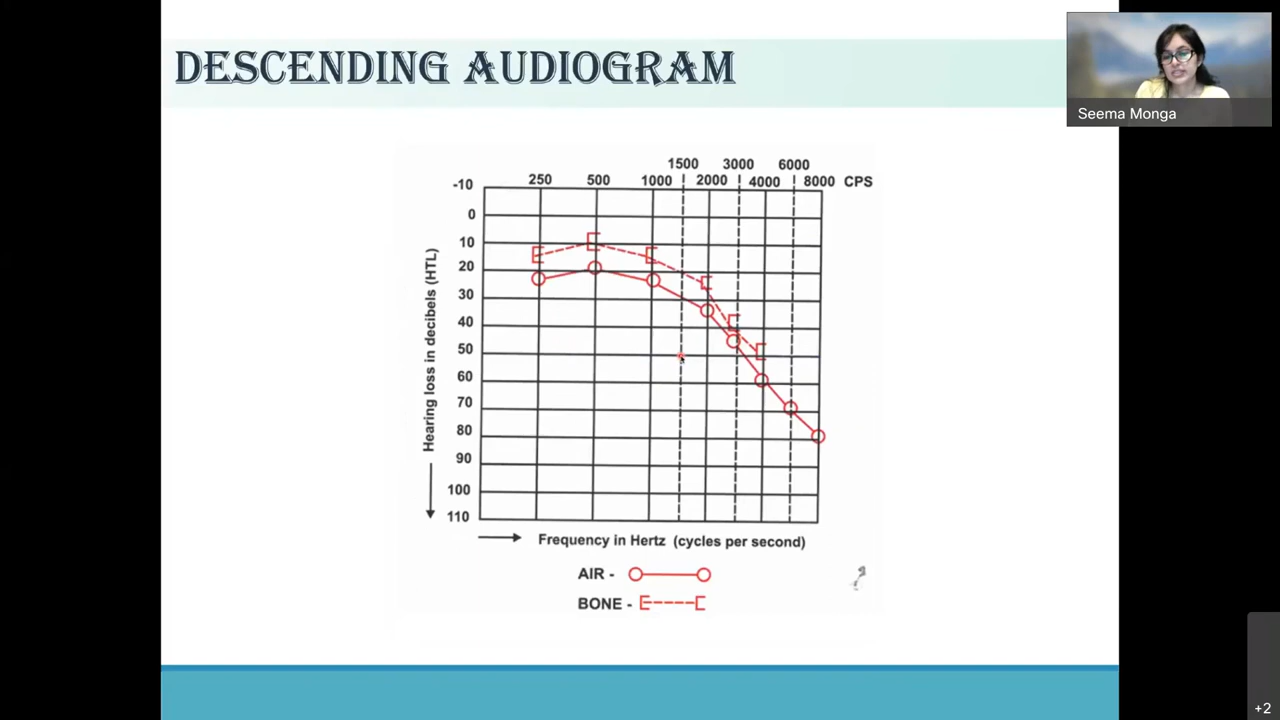 DESCENDING AUDIOGRAM
Seema Monga
1500 3000 6000
250 500 1000 2000 4000 8000 CPS
-10
0
10
20
30
40
50
60
70
80
90
100
110
Hearing loss in decibels (HTL)
Frequency in Hertz (cycles per second)
AIR -
BONE -
+2